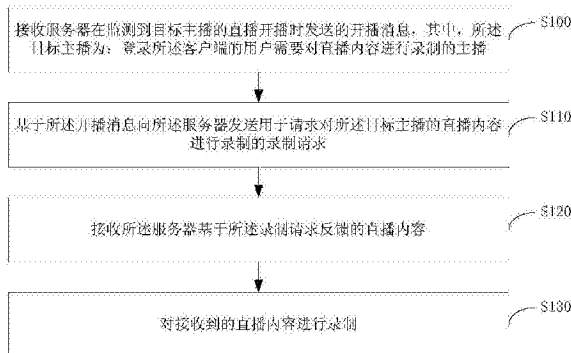 接收服务器在监测到目标主播的直播开播时发送的开播消息，其中，所述
目标主播为：登录所述客户端的用户需要对直播内容进行录制的主播
S100
基于所述开播消息向所述服务器发送用于请求对所述目标主播的直播内容
进行录制的录制请求
S110
接收所述服务器基于所述录制请求反馈的直播内容
S120
对接收到的直播内容进行录制
S130